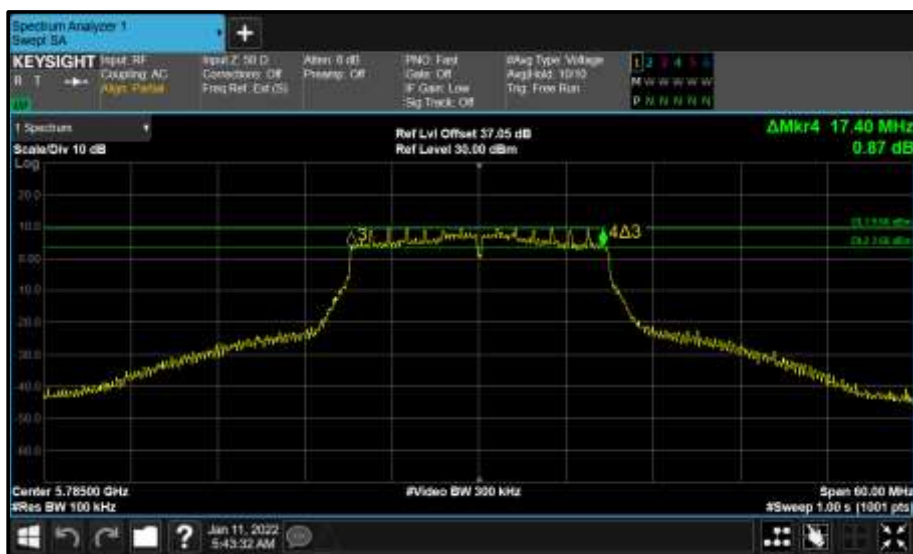 Spectrum Analyzer 1
Swept SA
KEYSIGHT
R T
Input: RF
Coupling: AC
Align: Partial
Input Z: 50 Ω
Corrections: Off
Freq Ref: Ext (S)
Atten: 0 dB
Preamp: Off
PNO: Fast
Gate: Off
IF Gain: Low
Sig Track: Off
#Avg Type: Voltage
Avg|Hold: 10/10
Trig: Free Run
1 2 3 4 5 6
M W W W W W
P N N N N N
1 Spectrum
Scale/Div 10 dB
Ref Lvl Offset 37.05 dB
Ref Level 30.00 dBm
ΔMkr4 17.40 MHz
0.87 dB
Log
20.0
10.0
0.00
-10.0
-20.0
-30.0
-40.0
-50.0
-60.0
3
4Δ3
Center 5.78500 GHz
#Res BW 100 kHz
#Video BW 300 kHz
Span 60.00 MHz
#Sweep 1.00 s (1001 pts)
?
Jan 11, 2022
5:43:32 AM